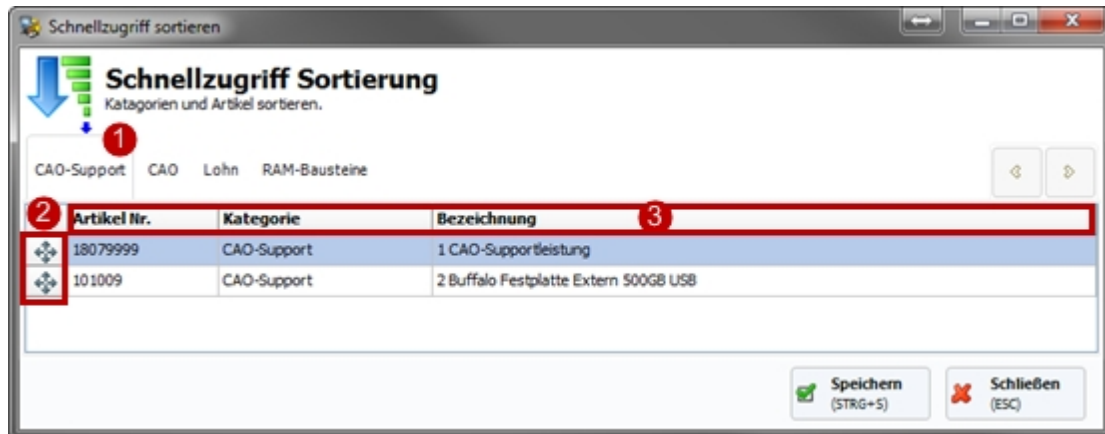 Schnellzugriff sortieren
Schnellzugriff Sortierung
Katagorien und Artikel sortieren.
1
CAO-Support CAO Lohn RAM-Bausteine
2 Artikel Nr. Kategorie Bezeichnung 3
18079999 CAO-Support 1 CAO-Supportleistung
101009 CAO-Support 2 Buffalo Festplatte Extern 500GB USB
Speichern Schließen
(STRG+S) (ESC)